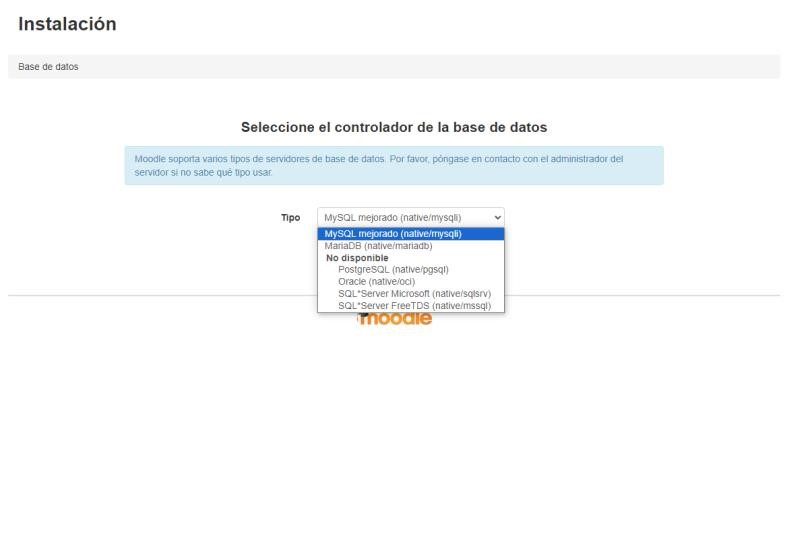 Instalación
Base de datos
Seleccione el controlador de la base de datos
Moodle soporta varios tipos de servidores de base de datos. Por favor, póngase en contacto con el administrador del
servidor si no sabe qué tipo usar.
Tipo
MySQL mejorado (native/mysqli)
MySQL mejorado (native/mysqli)
MariaDB (native/mariadb)
No disponible
PostgreSQL (native/pgsql)
Oracle (native/oci)
SQL*Server Microsoft (native/sqlsrv)
SQL*Server FreeTDS (native/mssql)
moodle